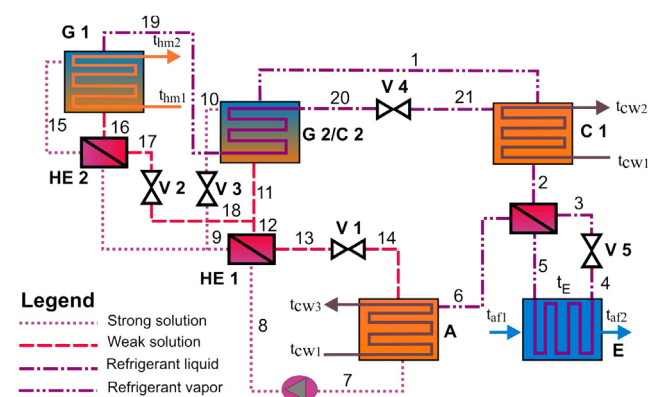 19
G 1
t_hm2
1
10
V 4
20
21
t_hm1
t_cw2
15
16
17
G 2/C 2
C 1
t_cw1
HE 2
V 2
V 3
11
2
18
3
9
12
13
V 1
14
V 5
HE 1
5
t_E
4
6
Legend
t_cw3
8
t_af1
t_af2
Strong solution
A
E
Weak solution
t_cw1
Refrigerant liquid
7
Refrigerant vapor